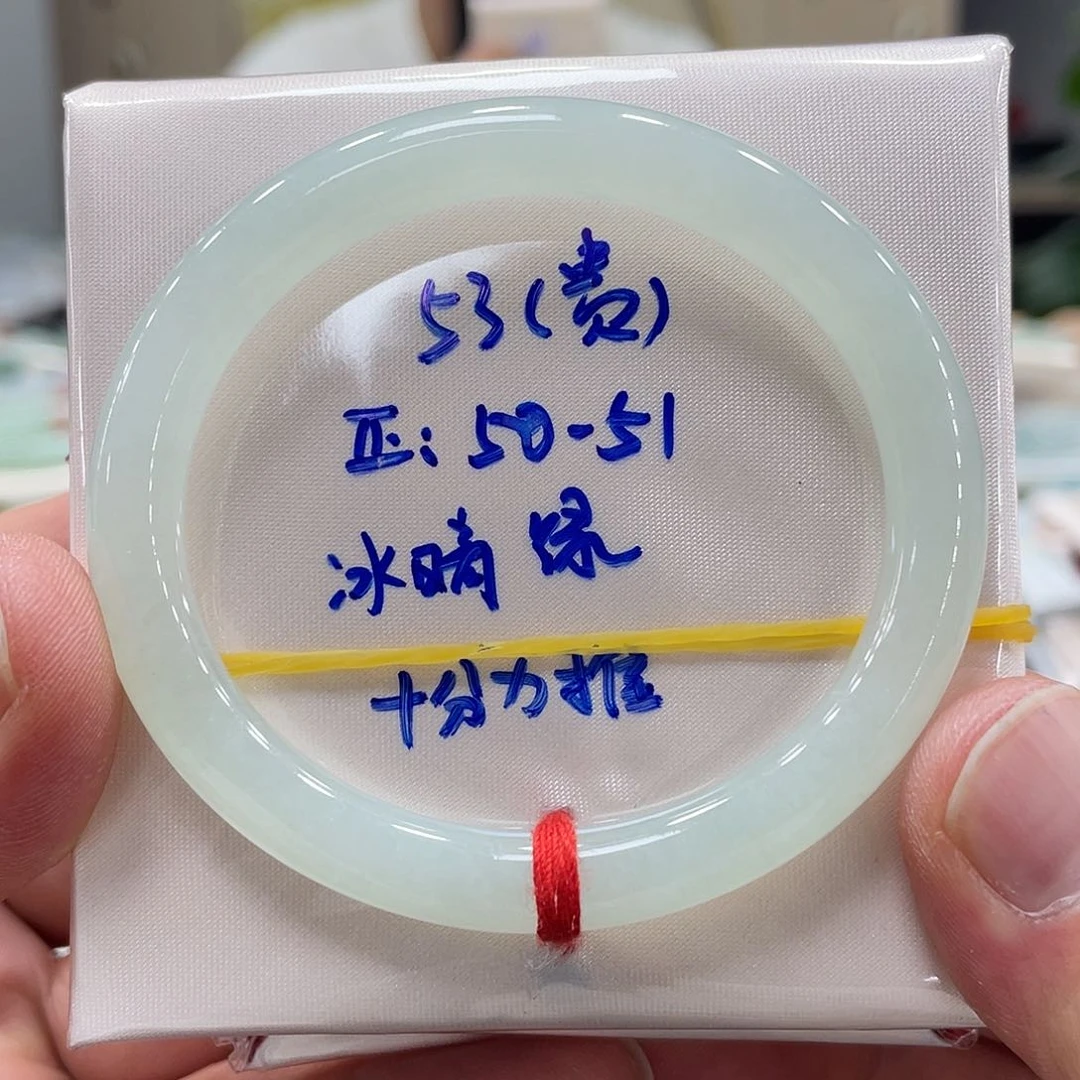 53(贵)
正: 50-51
冰晴 绿
十分力推